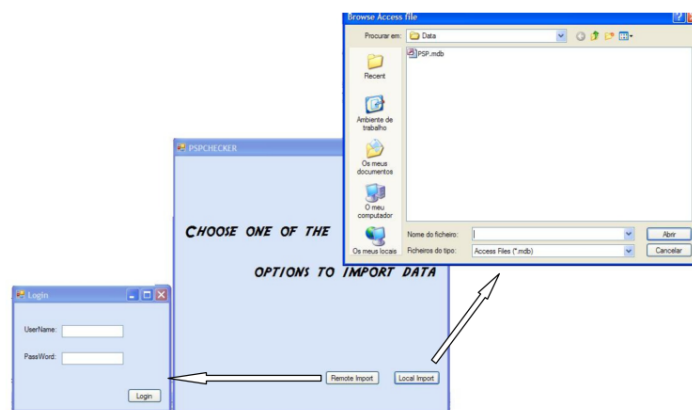 Browse Access file
Procurar em:
Data
PSP.mdb
Recent
Ambiente de
trabalho
Os meus
documentos
O meu
computador
Os meus locais
Nome do ficheiro:
Abrir
Ficheiros do tipo:
Access Files (*.mdb)
Cancelar
PSPCHECKER
CHOOSE ONE OF THE
OPTIONS TO IMPORT DATA
Remote Import
Local Import
Login
UserName:
PassWord:
Login